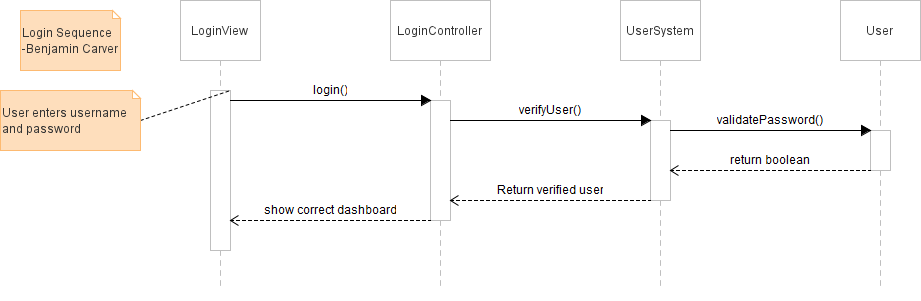 Login Sequence
-Benjamin Carver
LoginView
LoginController
UserSystem
User
User enters username
and password
login()
verifyUser()
validatePassword()
return boolean
Return verified user
show correct dashboard